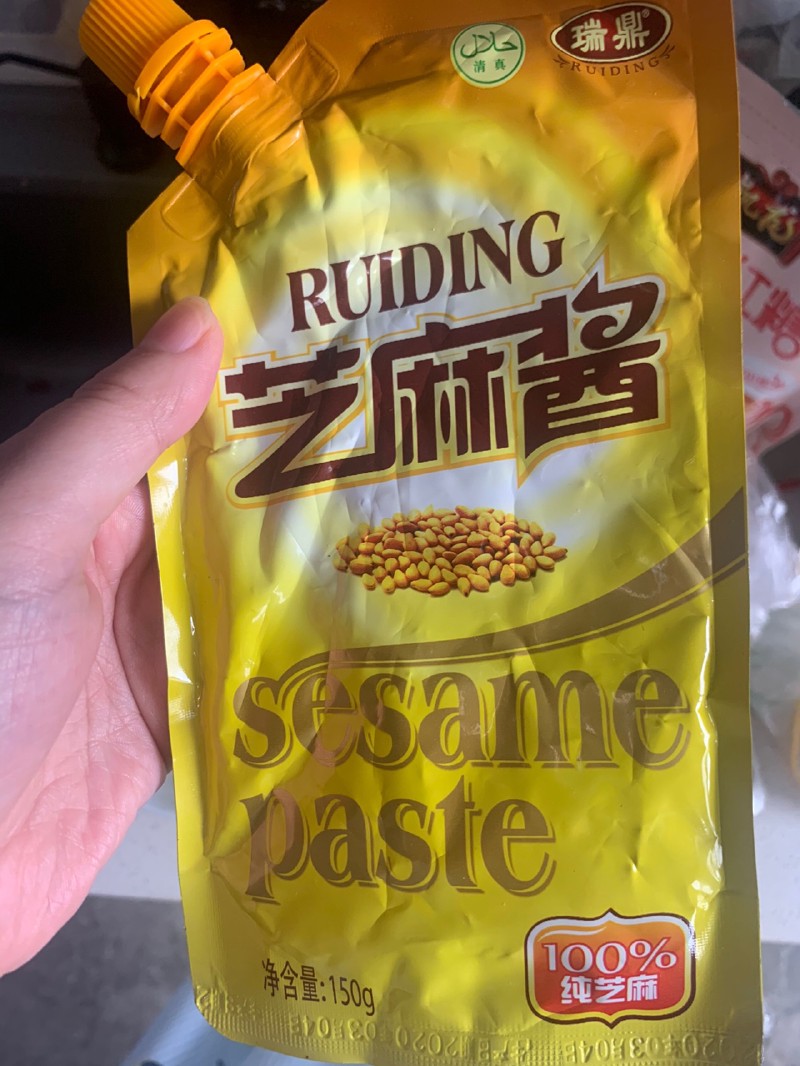 حلال
清真
瑞鼎®
RUIDING
RUIDING
芝麻酱
sesame
paste
100%
纯芝麻
净含量:150g